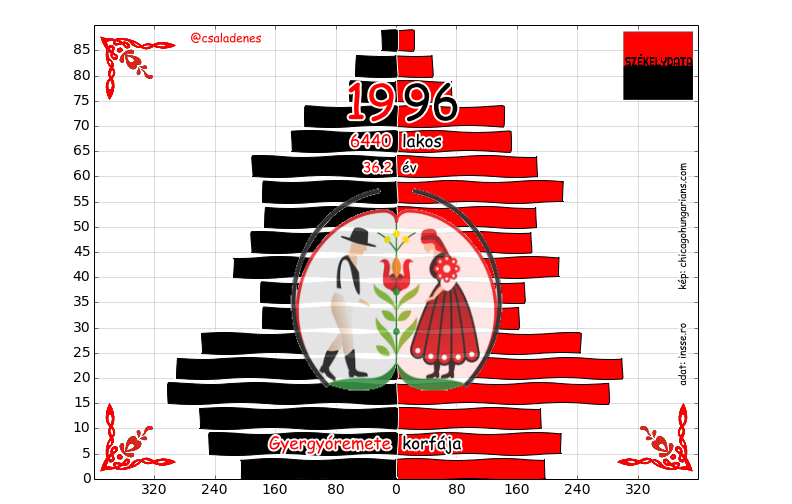 @csaladenes
SZÉKELYDATA
1996
6440 lakos
36,2 év
kép: chicagohungarians.com
adat: insse.ro
Gyergyóremete korfája
85
80
75
70
65
60
55
50
45
40
35
30
25
20
15
10
5
0
320 240 160 80 0 80 160 240 320